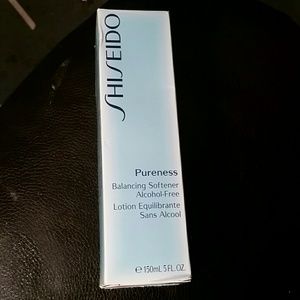 SHISEIDO
Pureness
Balancing Softener
Alcohol-Free
Lotion Equilibrante
Sans Alcool
℮ 150mL 5 FL.OZ.